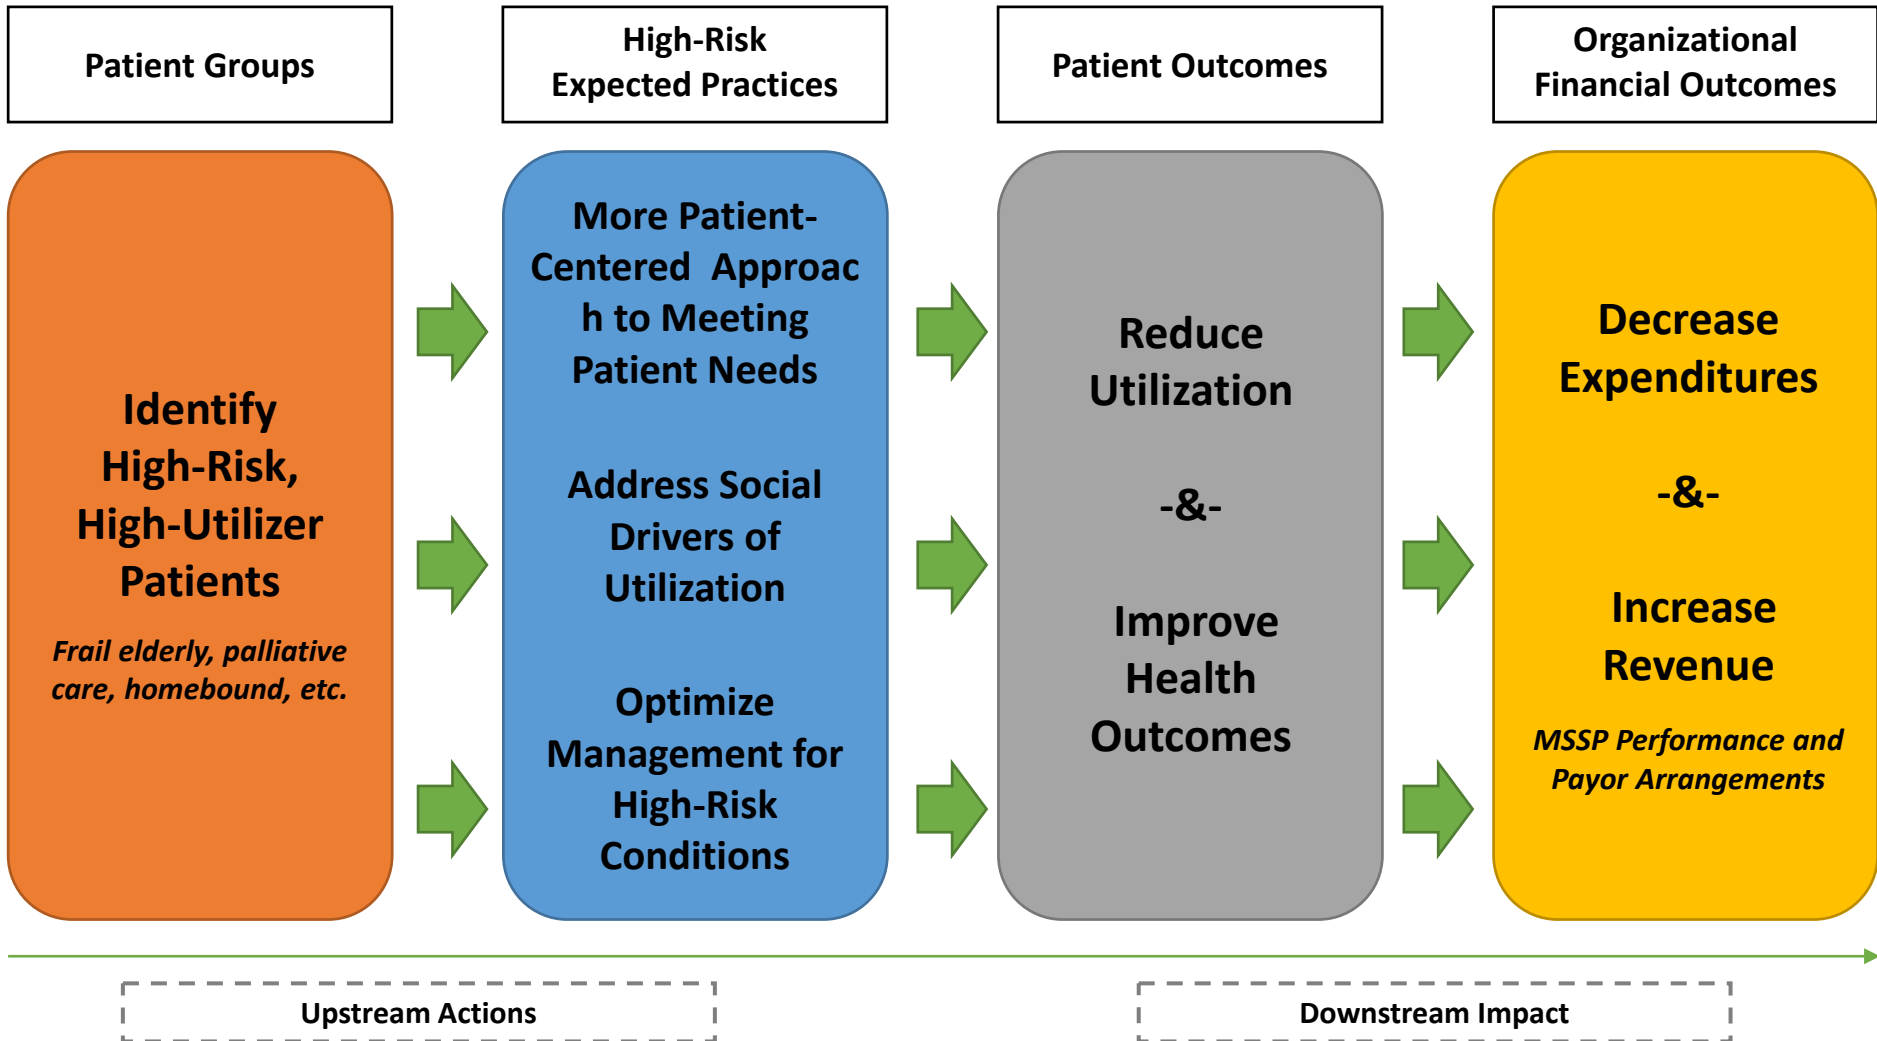 Patient Groups
High-Risk
Expected Practices
Patient Outcomes
Organizational
Financial Outcomes
Identify
High-Risk,
High-Utilizer
Patients
Frail elderly, palliative
care, homebound, etc.
More Patient-
Centered  Approac
h to Meeting
Patient Needs
Address Social
Drivers of
Utilization
Optimize
Management for
High-Risk
Conditions
Reduce
Utilization
-&-
Improve
Health
Outcomes
Decrease
Expenditures
-&-
Increase
Revenue
MSSP Performance and
Payor Arrangements
Upstream Actions
Downstream Impact